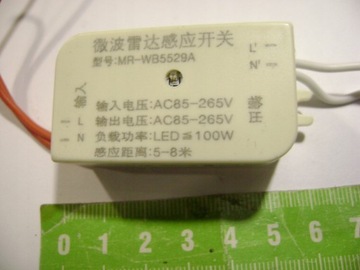 微波雷达感应开关
型号:MR-WB5529A
输入
L
N
L'
N'
输入电压:AC85-265V
输出电压:AC85-265V
负载功率:LED≤100W
感应距离:5-8米
0 1 2 3 4 5 6 7 8